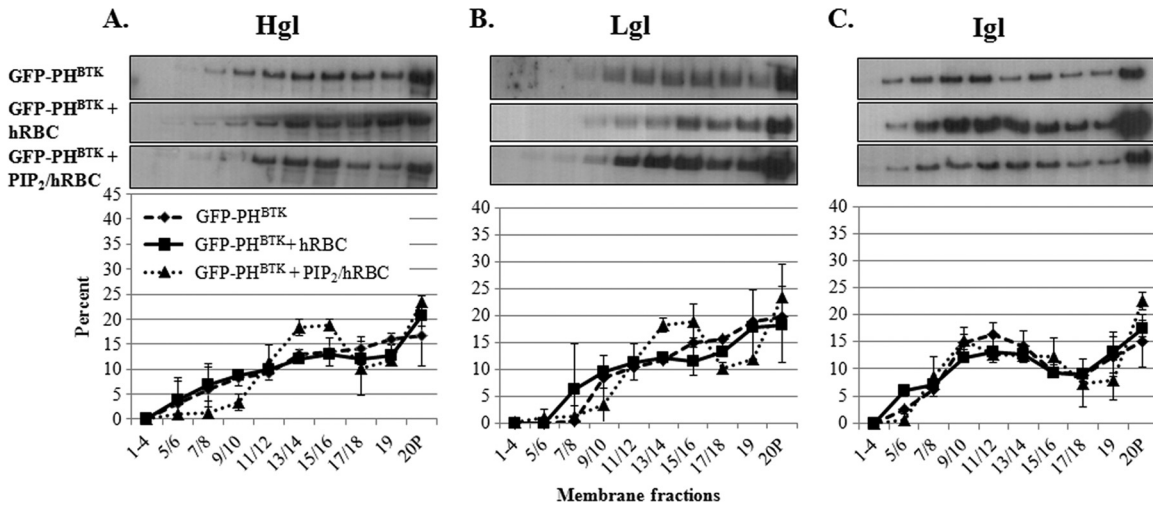 A. Hgl B. Lgl C. Igl
GFP-PHᴮᵀᴷ
GFP-PHᴮᵀᴷ +
hRBC
GFP-PHᴮᵀᴷ +
PIP₂/hRBC
Percent
45
40
35
30
25
20
15
10
5
0
GFP-PHᴮᵀᴷ
GFP-PHᴮᵀᴷ + hRBC
GFP-PHᴮᵀᴷ + PIP₂/hRBC
1-4 5/6 7/8 9/10 11/12 13/14 15/16 17/18 19 20P
40
35
30
25
20
15
10
5
0
1-4 5/6 7/8 9/10 11/12 13/14 15/16 17/18 19 20P
40
35
30
25
20
15
10
5
0
1-4 5/6 7/8 9/10 11/12 13/14 15/16 17/18 19 20P
Membrane fractions